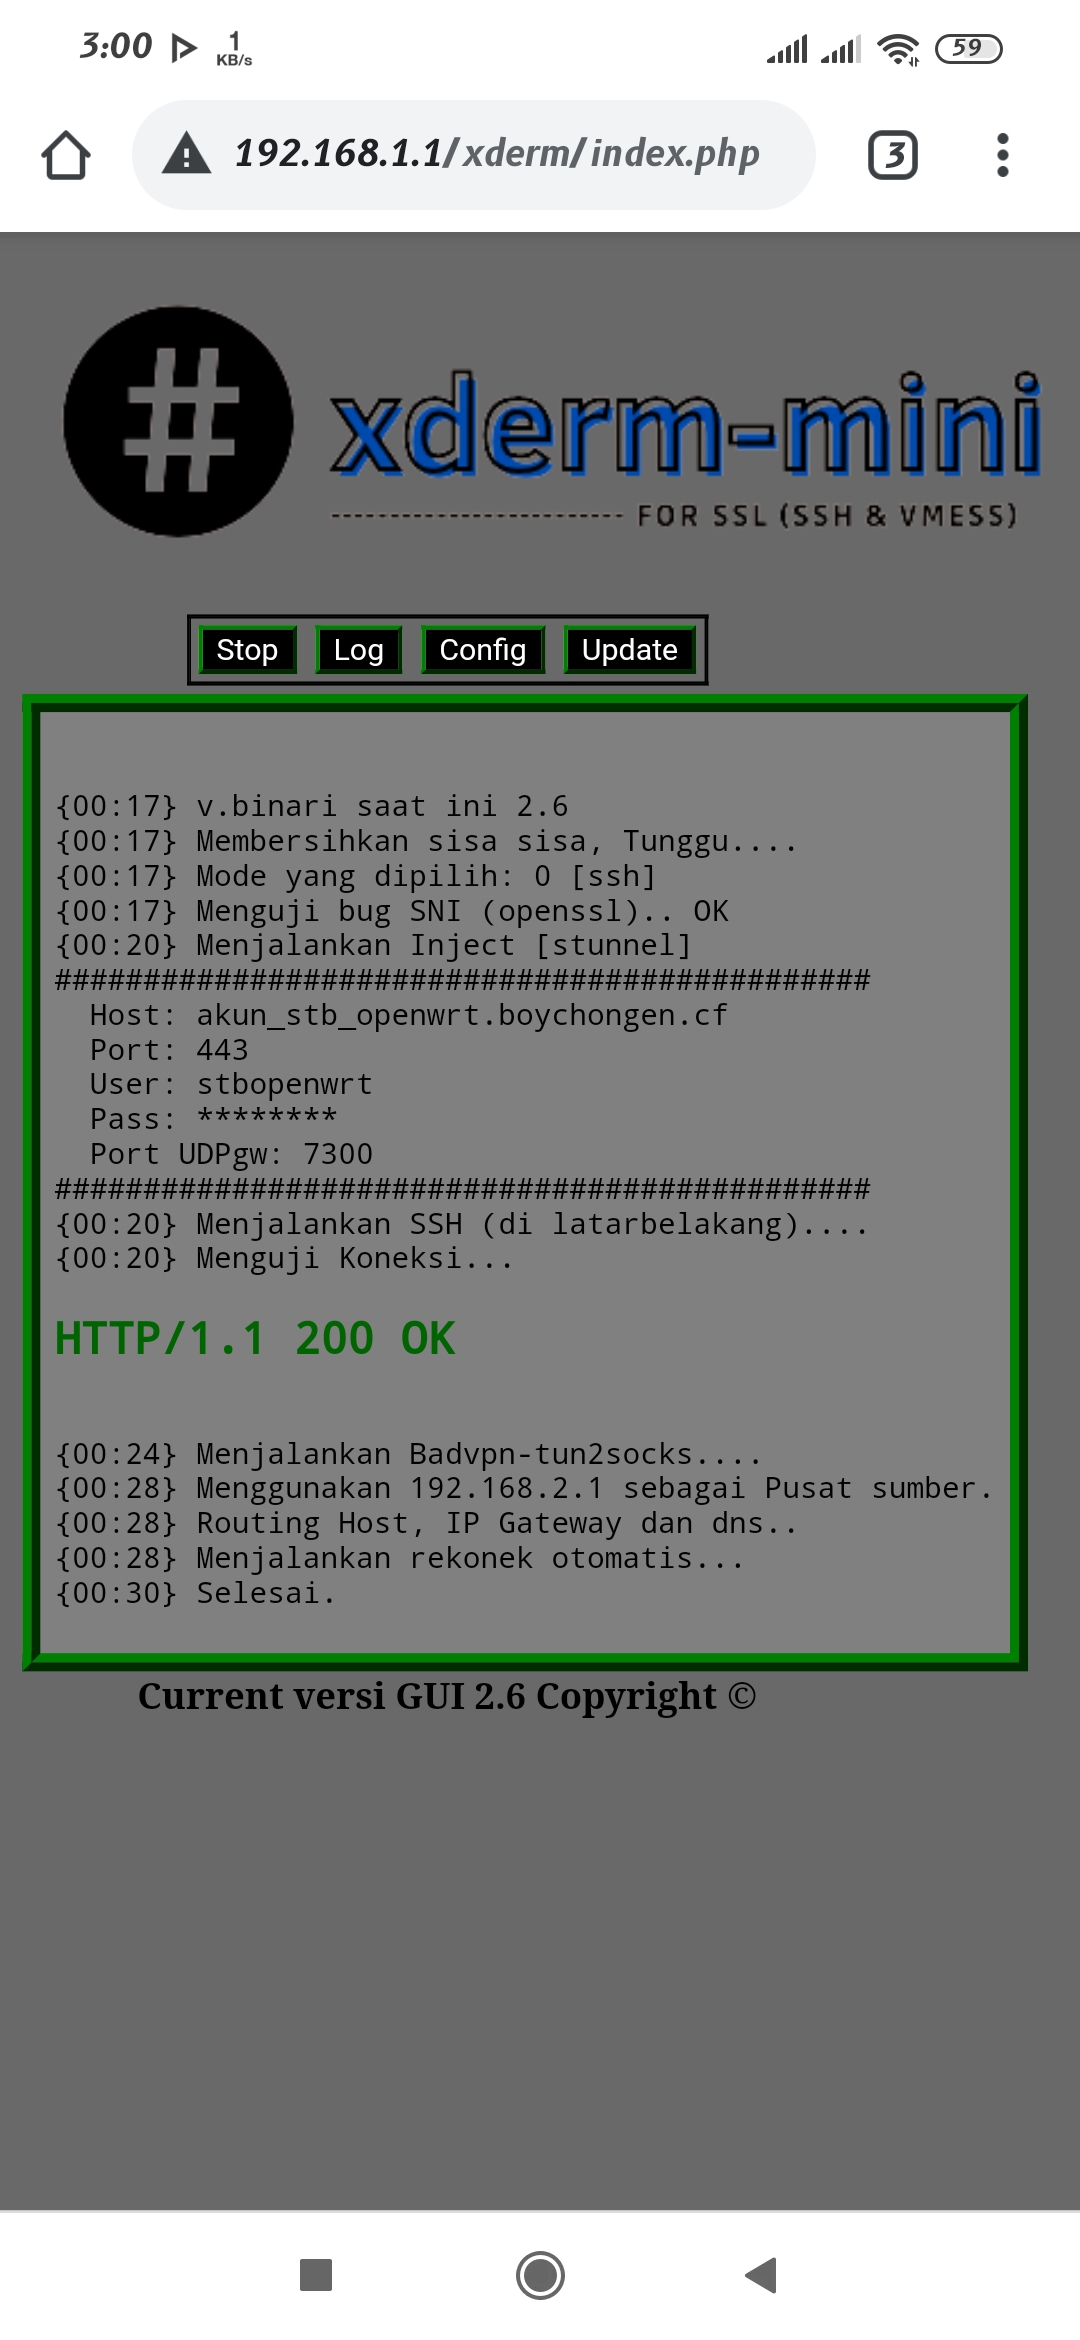 3:00 1 KB/s 59
192.168.1.1/xderm/index.php 3
# xderm-mini
----------------------- FOR SSL (SSH & VMESS)
Stop Log Config Update
{00:17} v.binari saat ini 2.6
{00:17} Membersihkan sisa sisa, Tunggu....
{00:17} Mode yang dipilih: 0 [ssh]
{00:17} Menguji bug SNI (openssl).. OK
{00:20} Menjalankan Inject [stunnel]
##############################################
Host: akun_stb_openwrt.boychongen.cf
Port: 443
User: stbopenwrt
Pass: ********
Port UDPgw: 7300
##############################################
{00:20} Menjalankan SSH (di latarbelakang)....
{00:20} Menguji Koneksi...
HTTP/1.1 200 OK
{00:24} Menjalankan Badvpn-tun2socks....
{00:28} Menggunakan 192.168.2.1 sebagai Pusat sumber.
{00:28} Routing Host, IP Gateway dan dns..
{00:28} Menjalankan rekonek otomatis...
{00:30} Selesai.
Current versi GUI 2.6 Copyright ©